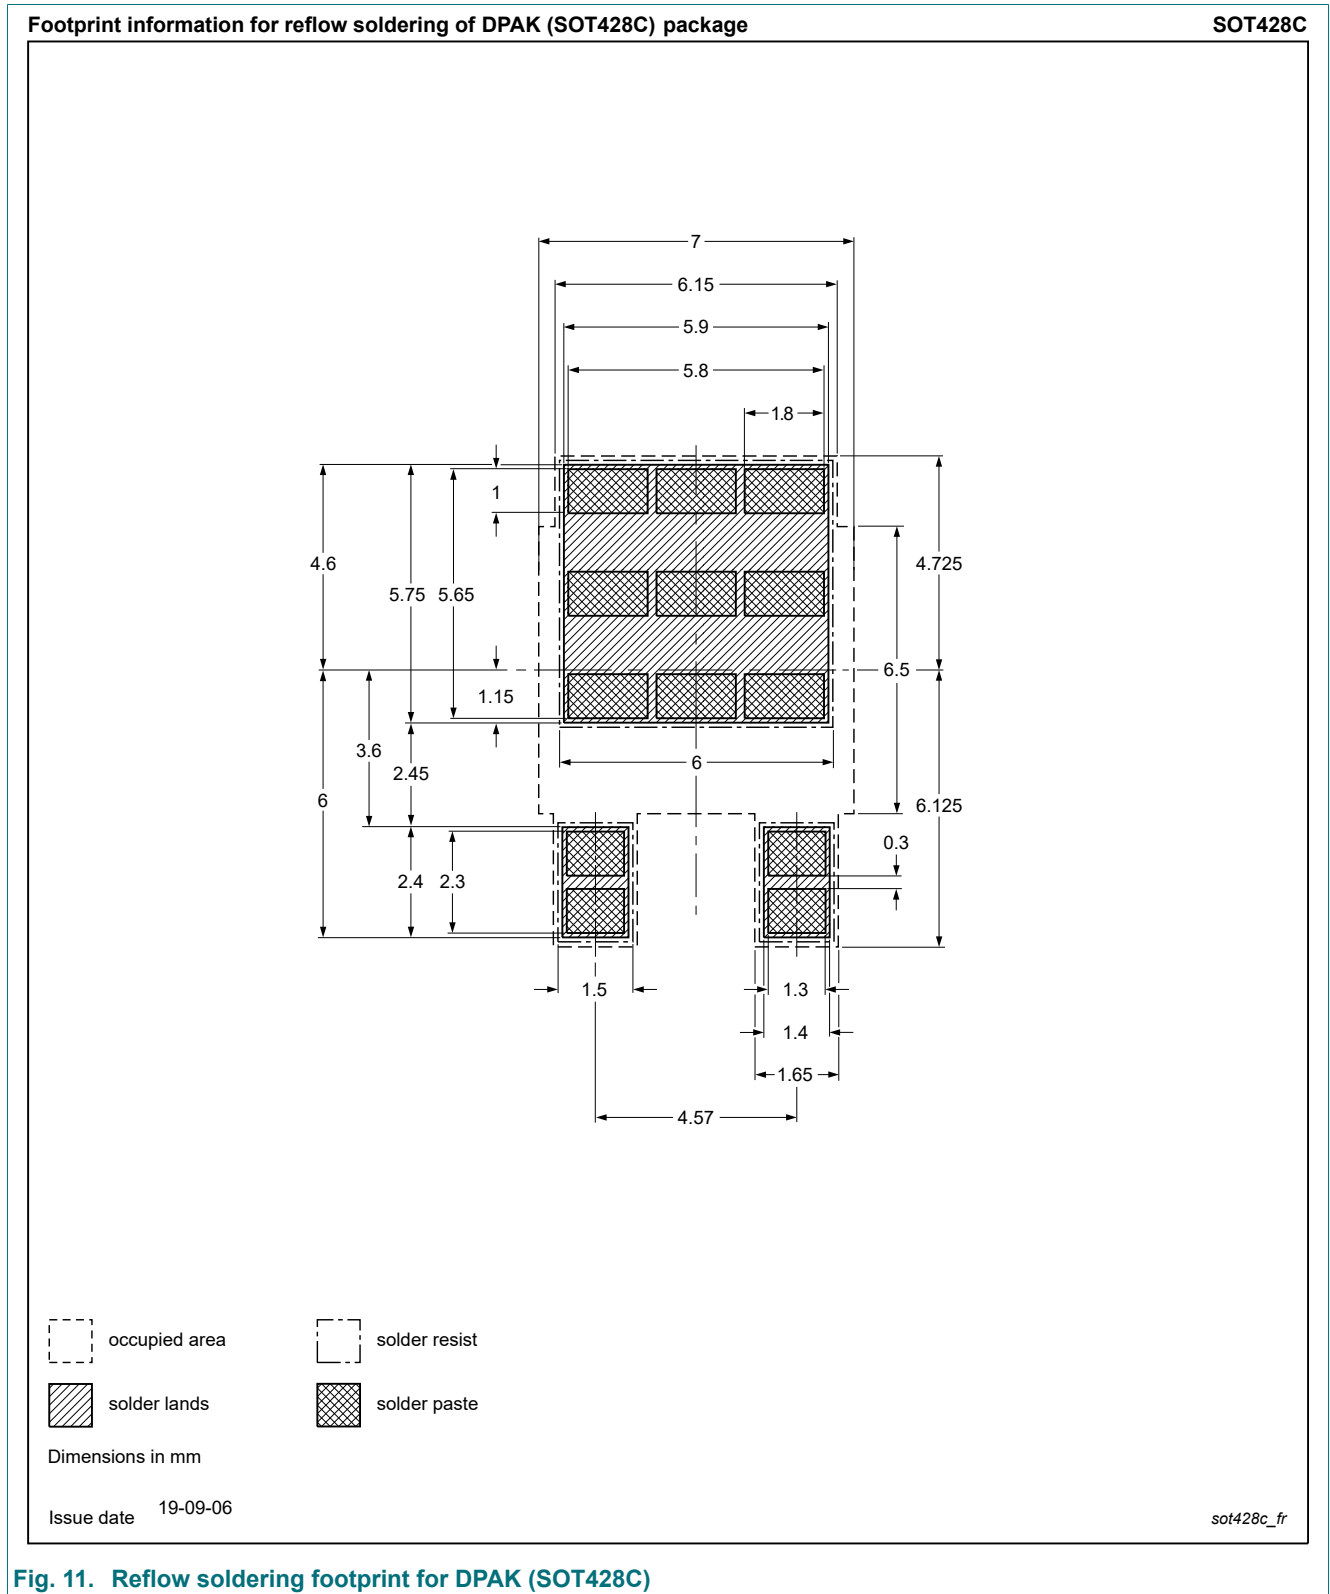 Footprint information for reflow soldering of DPAK (SOT428C) package SOT428C
7
6.15
5.9
5.8
1.8
1
4.6
4.725
5.75 5.65
6.5
1.15
3.6
6
2.45
6
6.125
0.3
2.4 2.3
1.5
1.3
1.4
1.65
4.57
occupied area
solder resist
solder lands
solder paste
Dimensions in mm
Issue date 19-09-06
sot428c_fr
Fig. 11. Reflow soldering footprint for DPAK (SOT428C)